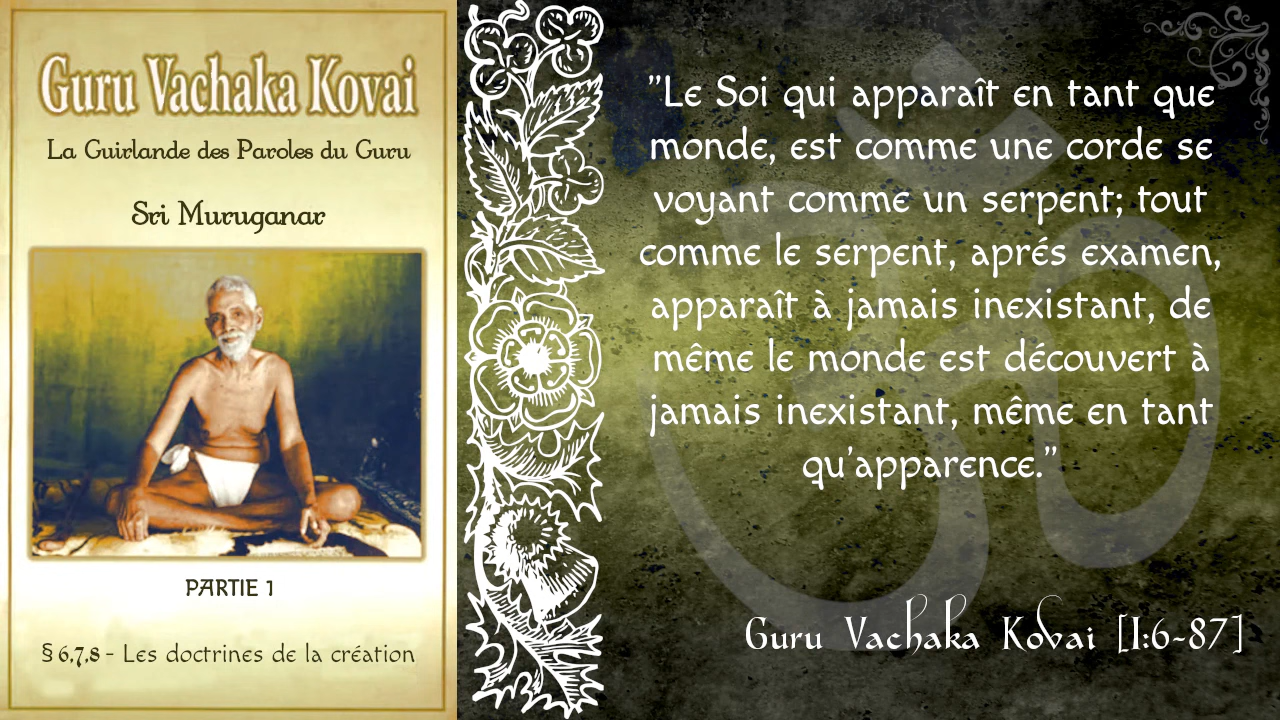 Guru Vachaka Kovai
La Guirlande des Paroles du Guru
Sri Muruganar
PARTIE 1
§ 6,7,8 - Les doctrines de la création
"Le Soi qui apparaît en tant que
monde, est comme une corde se
voyant comme un serpent; tout
comme le serpent, aprés examen,
apparaît à jamais inexistant, de
même le monde est découvert à
jamais inexistant, même en tant
qu'apparence."
Guru Vachaka Kovai [I:6-87]
ॐ